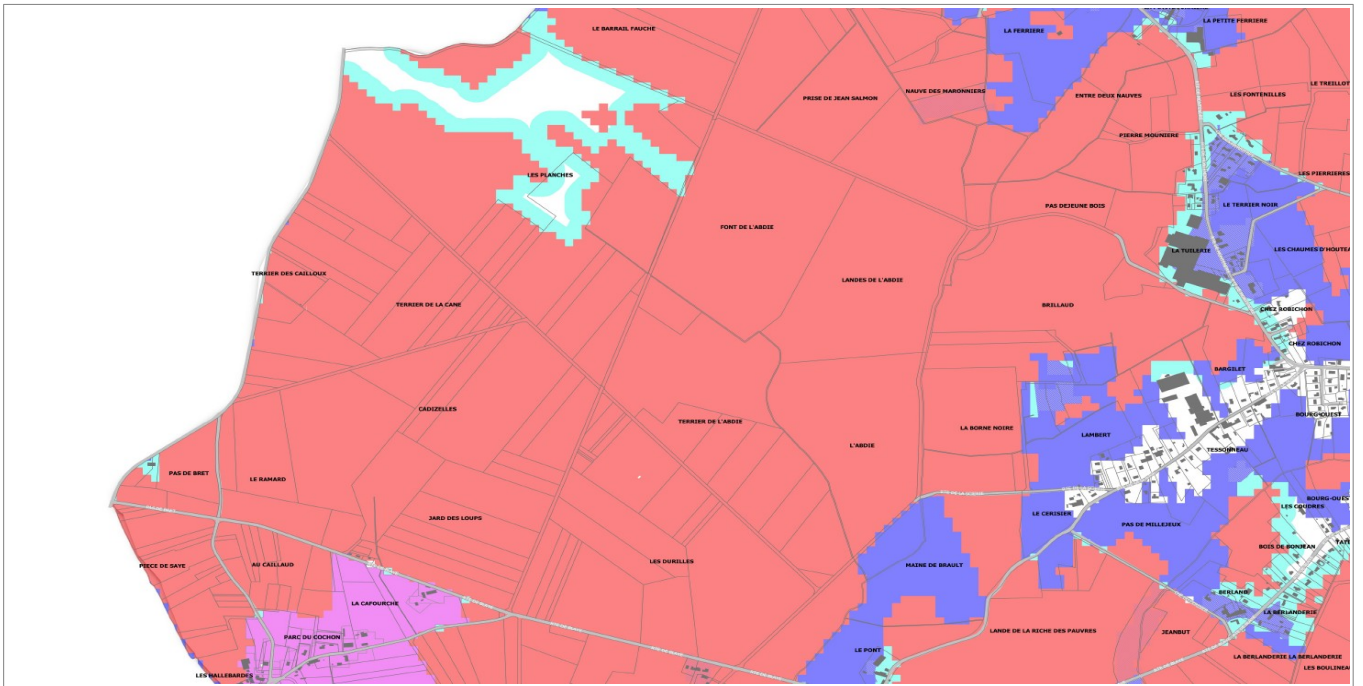 LA PETITE FERRIERE
LE BARRAIL FAUCHE
LA FERRIERE
LE TREILLOT
NAUVE DES MARONNIERS
ENTRE DEUX NAUVES
LES FONTENILLES
PRISE DE JEAN SALMON
PIERRE MOUNIERE
LES PLANCHES
LES PIERRIERES
PAS DEJEUNE BOIS
LE TERRIER NOIR
FONT DE L'ABDIE
LA TUILERIE
LES CHAUMES D'HOUTEA
TERRIER DES CAILLOUX
LANDES DE L'ABDIE
TERRIER DE LA CANE
BRILLAUD
CHEZ ROBICHON
CHEZ ROBICHON
BARGILET
CADIZELLES
BOURG-OUEST
TERRIER DE L'ABDIE
LA BORNE NOIRE
LAMBERT
L'ABDIE
TESSONNEAU
PAS DE BRET
LE RAMARD
BOURG-OUEST
LES COUDRES
LE CERISIER
JARD DES LOUPS
PAS DE MILLEJEUX
BOIS DE BONJEAN
PIECE DE SAYE
AU CAILLAUD
LES DURILLES
MAINE DE BRAULT
BERLAND
LA CAFOURCHE
LA BERLANDERIE
PARC DU COCHON
LANDE DE LA RICHE DES PAUVRES
JEANBUT
LE PONT
LA BERLANDERIE LA BERLANDERIE
LES HALLEBARDES
LES BOULINEA